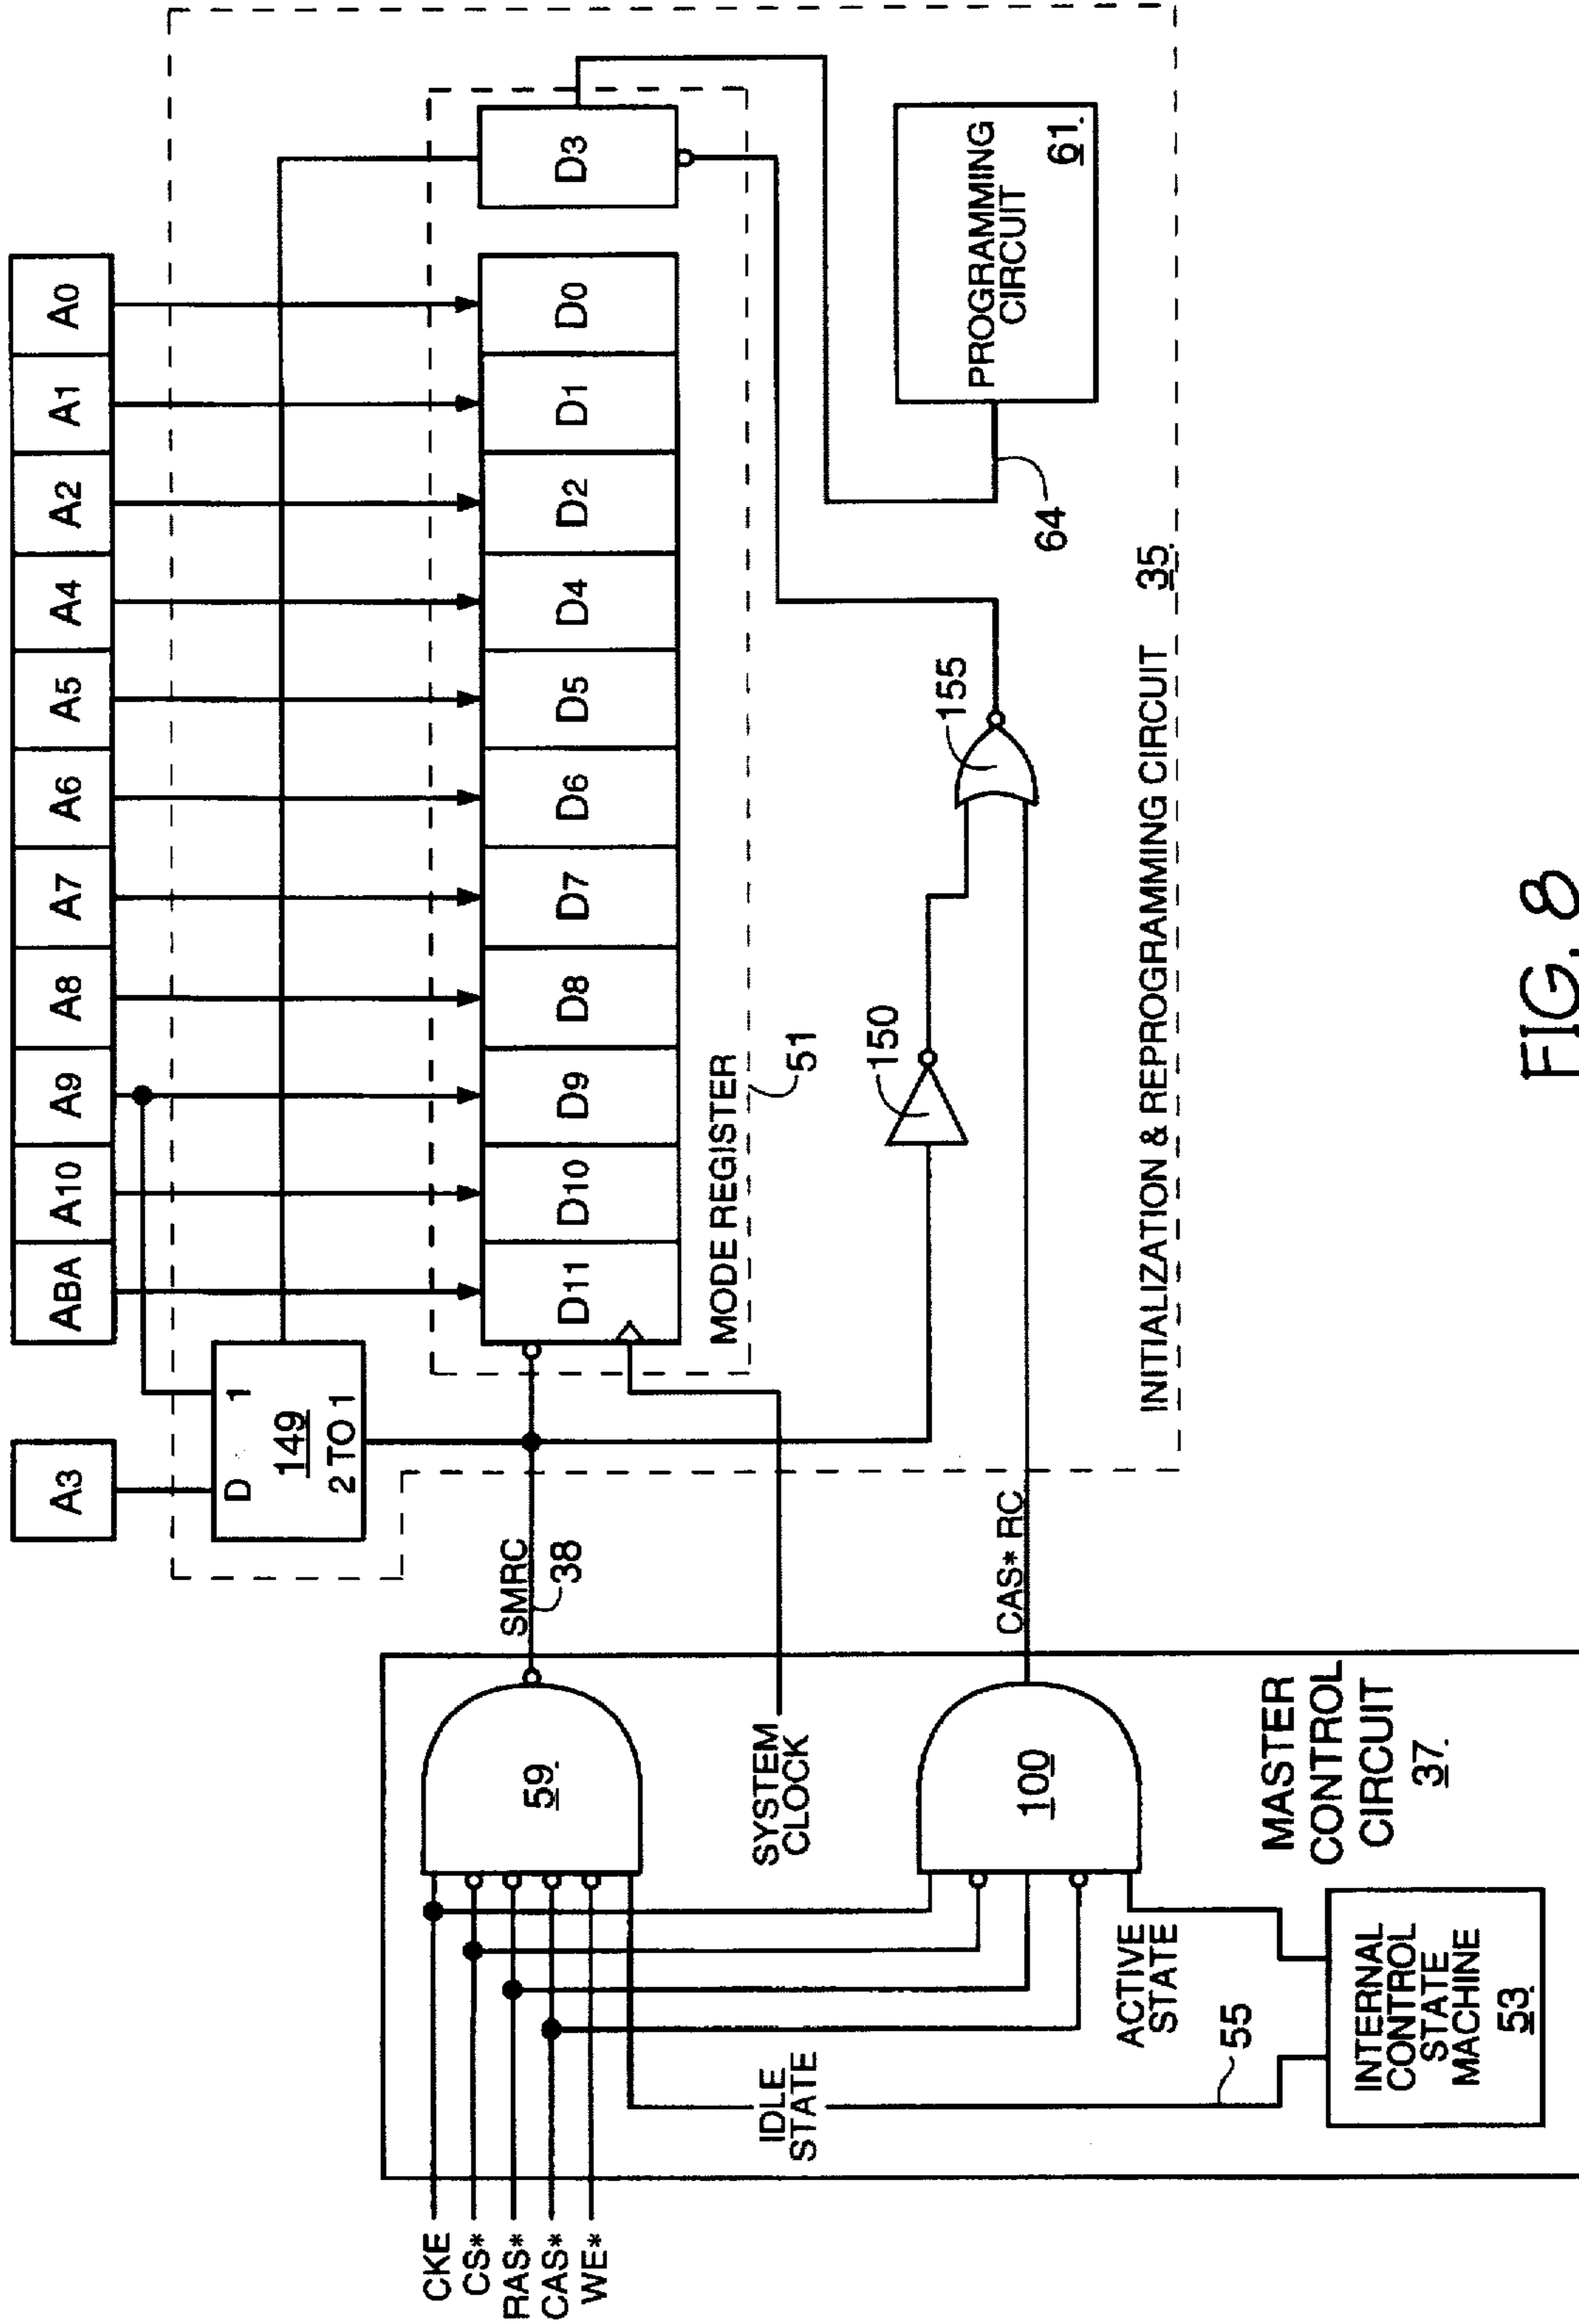 A3
ABA A10 A9 A8 A7 A6 A5 A4 A2 A1 A0
D 1
149
2 TO 1
D11 D10 D9 D8 D7 D6 D5 D4 D2 D1 D0
D3
MODE REGISTER
51
SMRC
38
CKE
CS*
RAS*
CAS*
WE*
59.
SYSTEM
CLOCK
150
155
64
PROGRAMMING
CIRCUIT
61.
IDLE
STATE
100
CAS* RC
ACTIVE
STATE
55
INTERNAL
CONTROL
STATE
MACHINE
53.
MASTER
CONTROL
CIRCUIT
37.
INITIALIZATION & REPROGRAMMING CIRCUIT 35.
FIG. 8